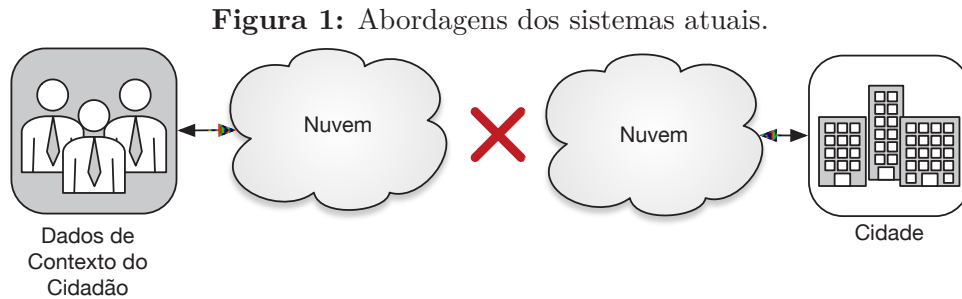 Figura 1: Abordagens dos sistemas atuais.
Nuvem
Nuvem
Dados de
Contexto do
Cidadão
Cidade